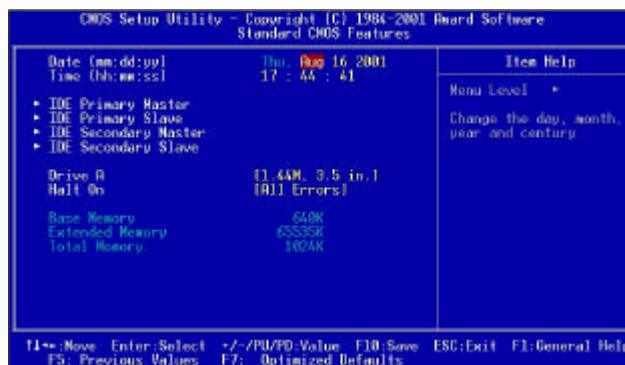 CMOS Setup Utility - Copyright (C) 1984-2001 Award Software
Standard CMOS Features
Date (mm:dd:yy) Thu, Aug 16 2001
Time (hh:mm:ss) 17 : 44 : 41
▸ IDE Primary Master
▸ IDE Primary Slave
▸ IDE Secondary Master
▸ IDE Secondary Slave
Drive A [1.44M, 3.5 in.]
Halt On [All Errors]
Base Memory 640K
Extended Memory 65535K
Total Memory 1024K
Item Help
Menu Level ▸
Change the day, month,
year and century
↑↓→←:Move Enter:Select +/-/PU/PD:Value F10:Save ESC:Exit F1:General Help
F5: Previous Values F7: Optimized Defaults